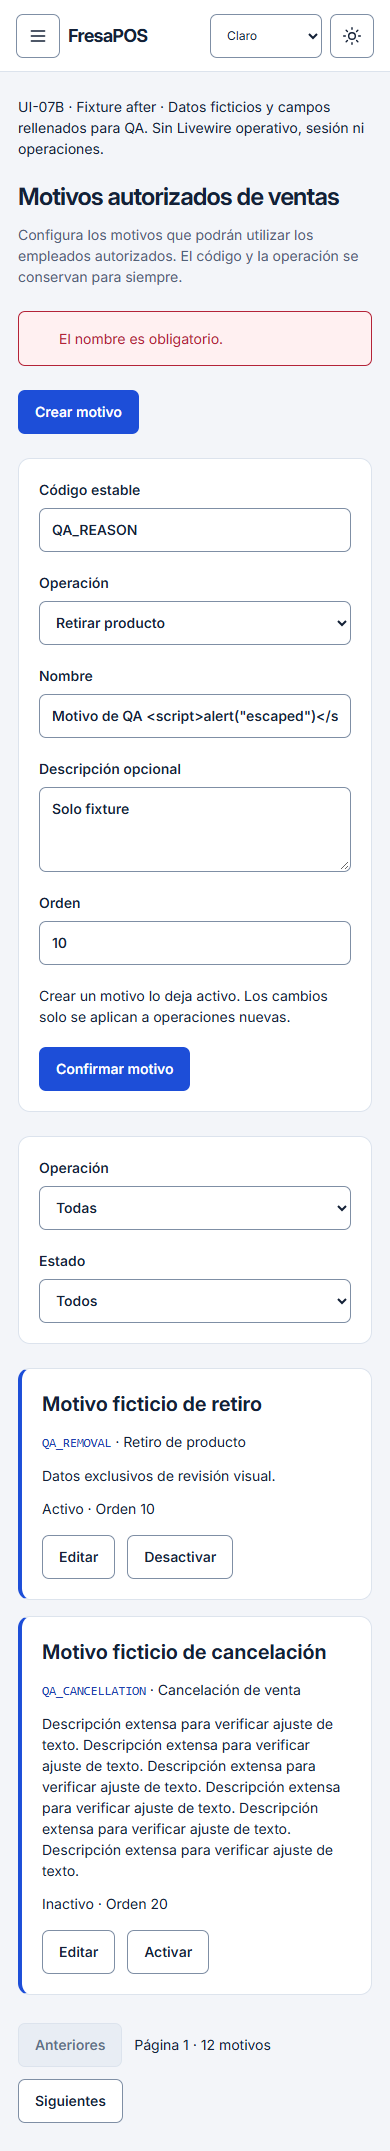 FresaPOS
Claro
UI-07B · Fixture after · Datos ficticios y campos
rellenados para QA. Sin Livewire operativo, sesión ni
operaciones.
Motivos autorizados de ventas
Configura los motivos que podrán utilizar los
empleados autorizados. El código y la operación se
conservan para siempre.
El nombre es obligatorio.
Crear motivo
Código estable
QA_REASON
Operación
Retirar producto
Nombre
Motivo de QA <script>alert("escaped")</s
Descripción opcional
Solo fixture
Orden
10
Crear un motivo lo deja activo. Los cambios
solo se aplican a operaciones nuevas.
Confirmar motivo
Operación
Todas
Estado
Todos
Motivo ficticio de retiro
QA_REMOVAL · Retiro de producto
Datos exclusivos de revisión visual.
Activo · Orden 10
Editar
Desactivar
Motivo ficticio de cancelación
QA_CANCELLATION · Cancelación de venta
Descripción extensa para verificar ajuste de
texto. Descripción extensa para verificar
ajuste de texto. Descripción extensa para
verificar ajuste de texto. Descripción extensa
para verificar ajuste de texto. Descripción
extensa para verificar ajuste de texto.
Descripción extensa para verificar ajuste de
texto.
Inactivo · Orden 20
Editar
Activar
Anteriores
Página 1 · 12 motivos
Siguientes